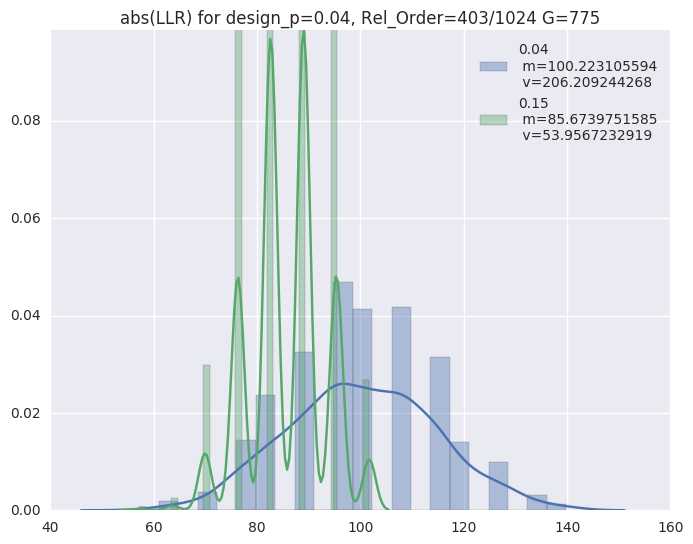 abs(LLR) for design_p=0.04, Rel_Order=403/1024 G=775
0.04
m=100.223105594
v=206.209244268
0.15
m=85.6739751585
v=53.9567232919
0.08
0.06
0.04
0.02
0.00
40 60 80 100 120 140 160